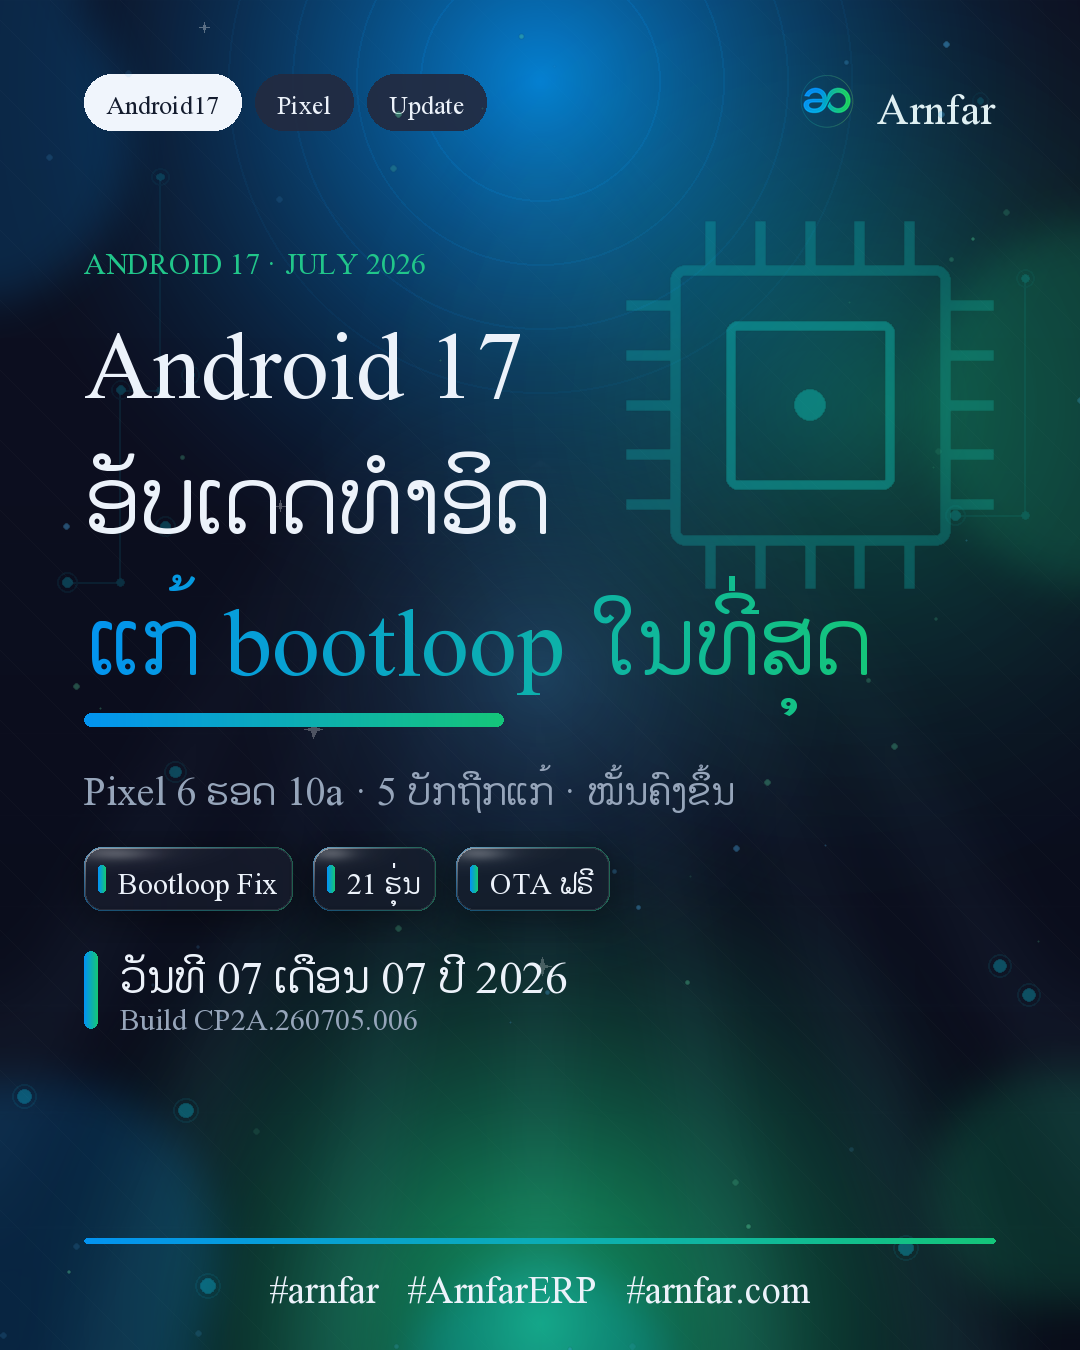 Android17 Pixel Update
Arnfar
ANDROID 17 · JULY 2026
Android 17
ອັບເດດທຳອິດ
ແກ້ bootloop ໃນທີ່ສຸດ
Pixel 6 ຮອດ 10a · 5 ບັກຖືກແກ້ · ໝັ້ນຄົງຂຶ້ນ
Bootloop Fix
21 ຮຸ່ນ
OTA ຟຣີ
ວັນທີ 07 ເດືອນ 07 ປີ 2026
Build CP2A.260705.006
#arnfar #ArnfarERP #arnfar.com